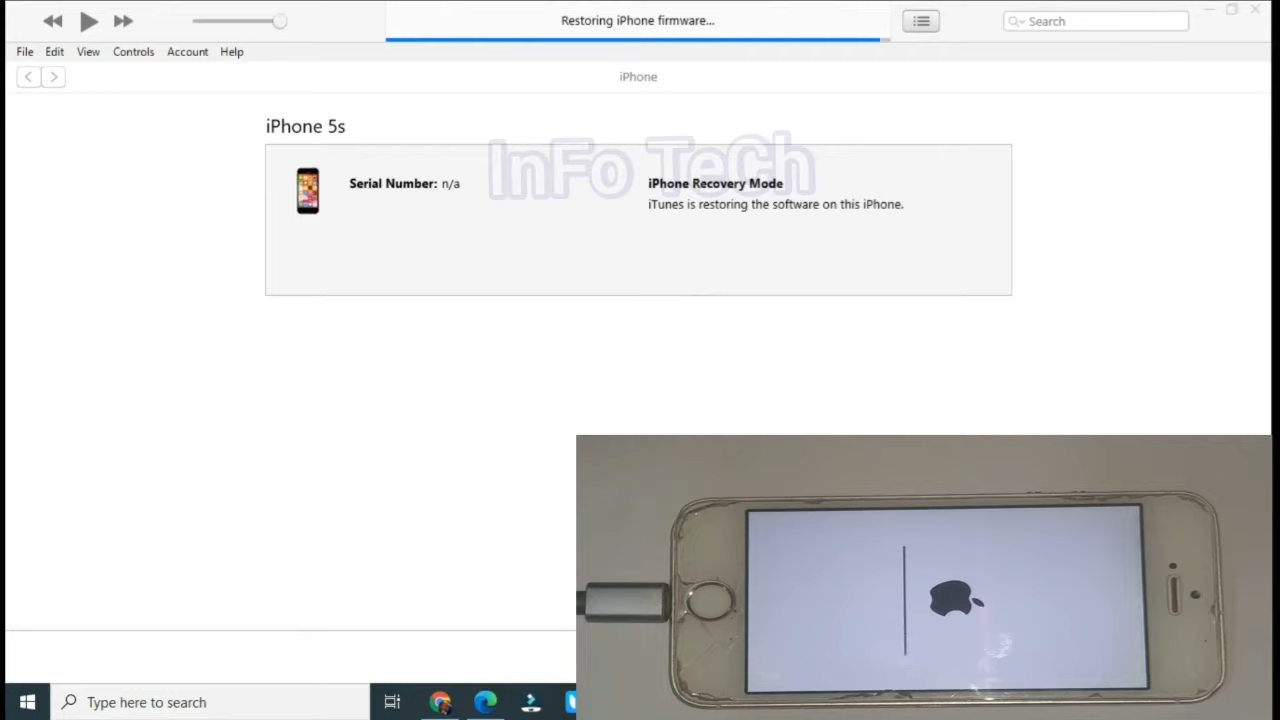 Restoring iPhone firmware...
Search
File Edit View Controls Account Help
iPhone
iPhone 5s
InFo TeCh
Serial Number: n/a
iPhone Recovery Mode
iTunes is restoring the software on this iPhone.
Type here to search